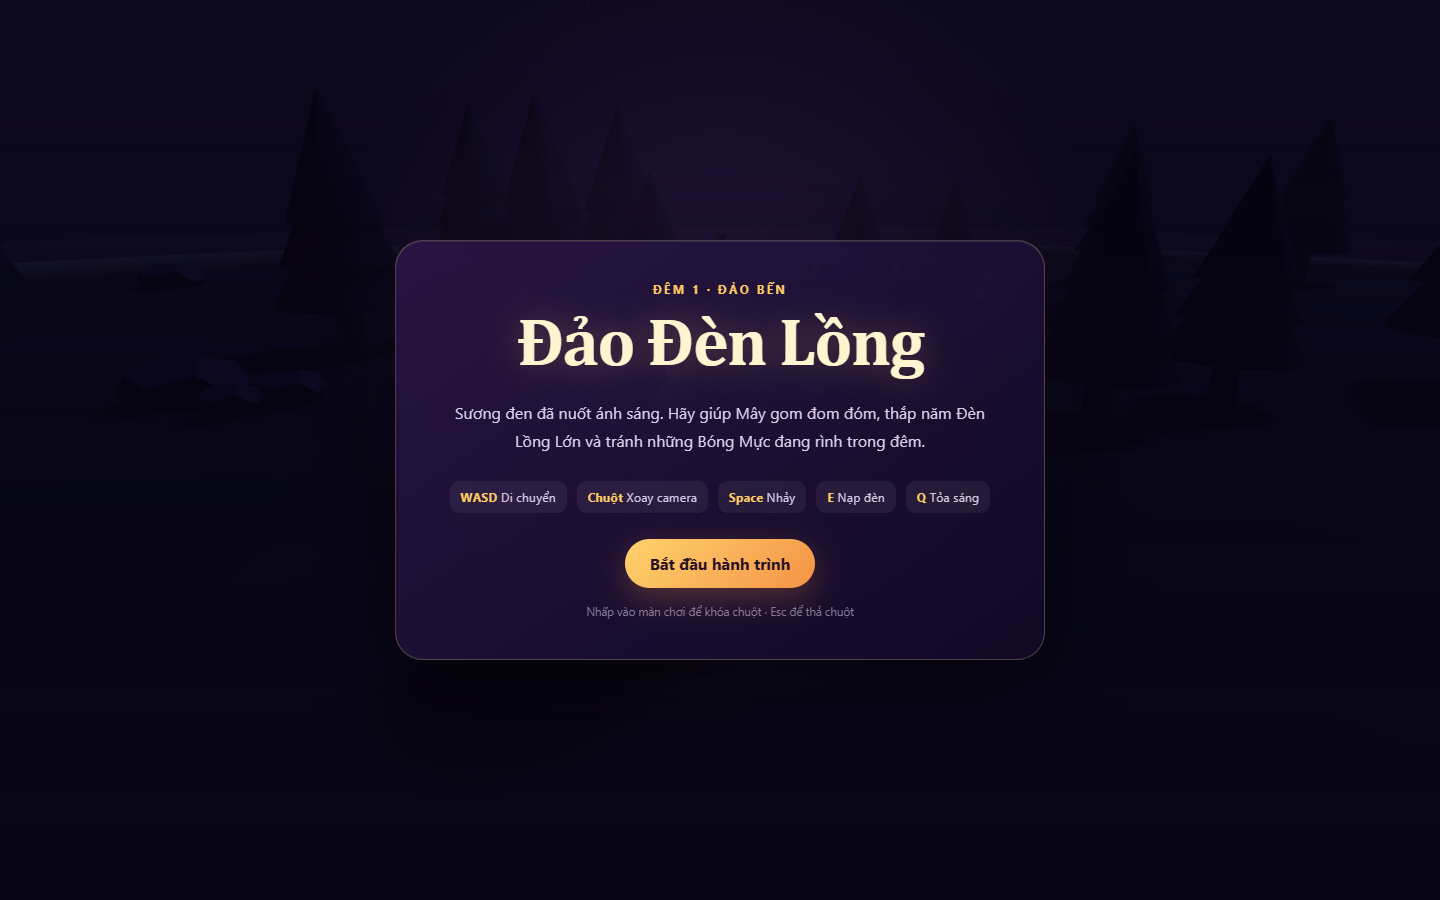 ĐÊM 1 · ĐẢO BẾN
Đảo Đèn Lồng
Sương đen đã nuốt ánh sáng. Hãy giúp Mây gom đom đóm, thắp năm Đèn
Lồng Lớn và tránh những Bóng Mực đang rình trong đêm.
WASD Di chuyển Chuột Xoay camera Space Nhảy E Nạp đèn Q Tỏa sáng
Bắt đầu hành trình
Nhấp vào màn chơi để khóa chuột · Esc để thả chuột